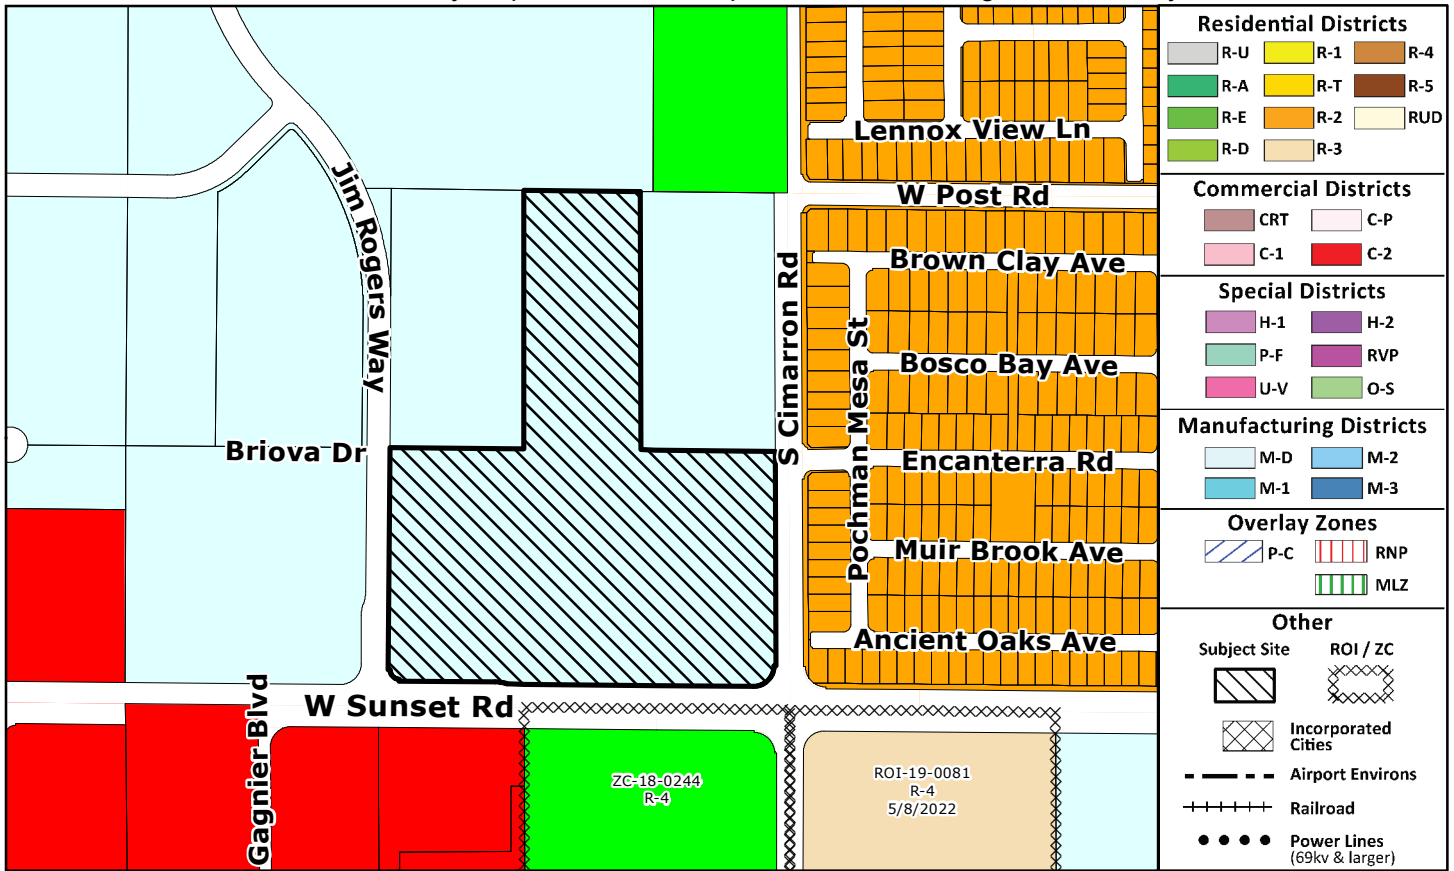 Lennox View Ln
W Post Rd
Jim Rogers Way
Brown Clay Ave
S Cimarron Rd
Pochman Mesa St
Bosco Bay Ave
Briova Dr
Encanterra Rd
Muir Brook Ave
Ancient Oaks Ave
Gagnier Blvd
W Sunset Rd
ZC-18-0244
R-4
ROI-19-0081
R-4
5/8/2022
Residential Districts
R-U R-1 R-4
R-A R-T R-5
R-E R-2 RUD
R-D R-3
Commercial Districts
CRT C-P
C-1 C-2
Special Districts
H-1 H-2
P-F RVP
U-V O-S
Manufacturing Districts
M-D M-2
M-1 M-3
Overlay Zones
P-C RNP
MLZ
Other
Subject Site ROI / ZC
Incorporated
Cities
Airport Environs
Railroad
Power Lines
(69kv & larger)